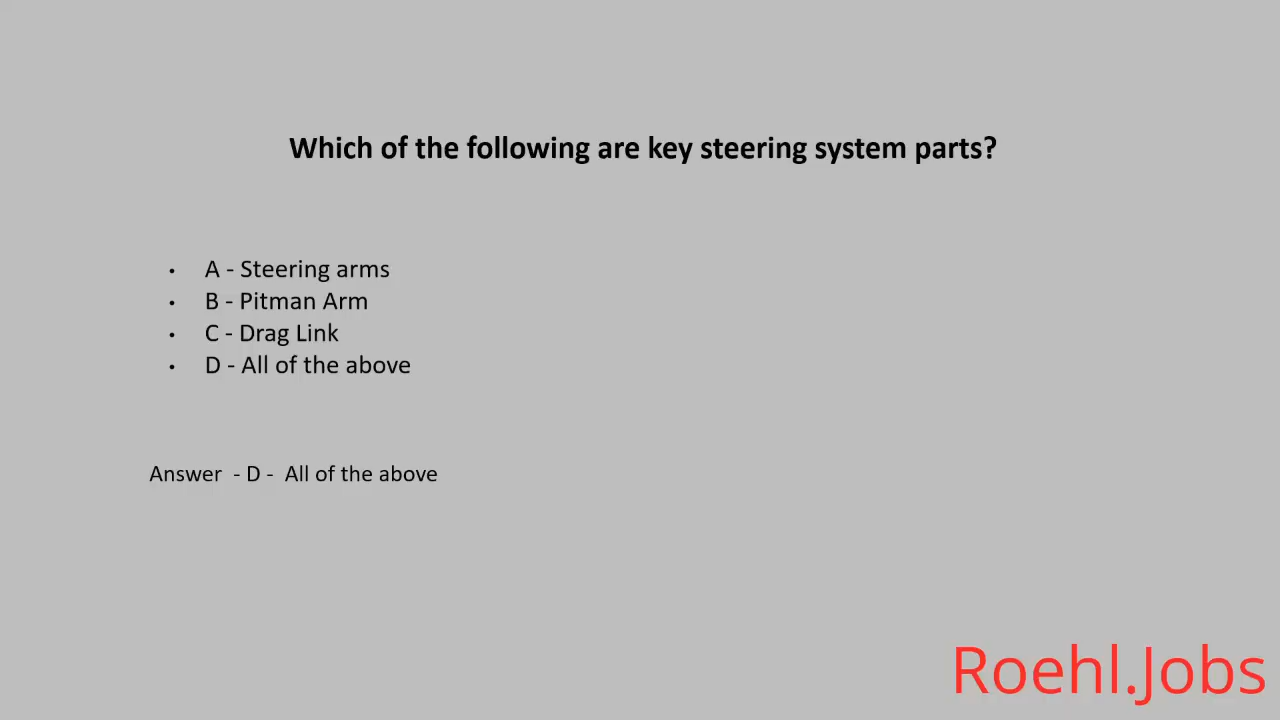 Which of the following are key steering system parts?
• A - Steering arms
• B - Pitman Arm
• C - Drag Link
• D - All of the above
Answer  - D -  All of the above
Roehl.Jobs